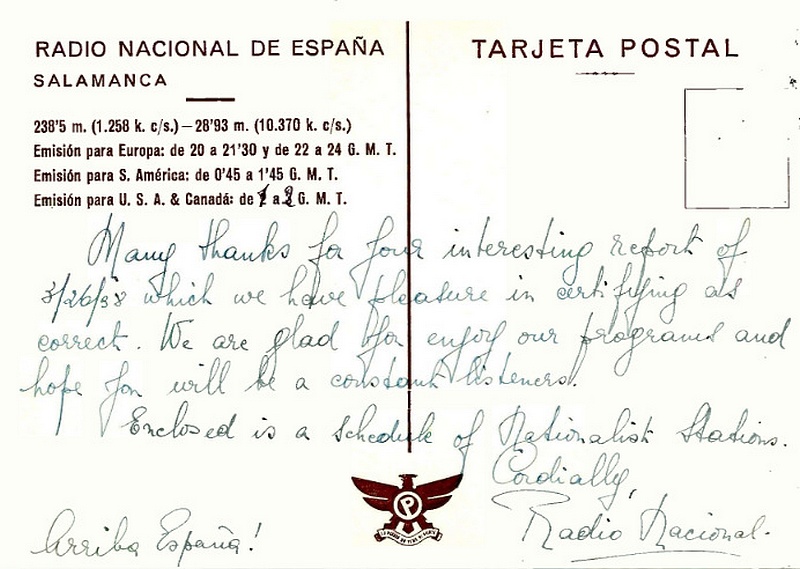 RADIO NACIONAL DE ESPAÑA
SALAMANCA
238'5 m. (1.258 k. c/s.) — 28'93 m. (10.370 k. c/s.)
Emisión para Europa: de 20 a 21'30 y de 22 a 24 G. M. T.
Emisión para S. América: de 0'45 a 1'45 G. M. T.
Emisión para U. S. A. & Canadá: de 1 a 2 G. M. T.
TARJETA POSTAL
Many thanks for your interesting report of
3/26/38 which we have pleasure in certifying as
correct. We are glad you enjoy our programs and
hope you will be a constant listeners.
Enclosed is a schedule of Nationalist Stations.
Cordially,
Radio Nacional.
Arriba España!
P